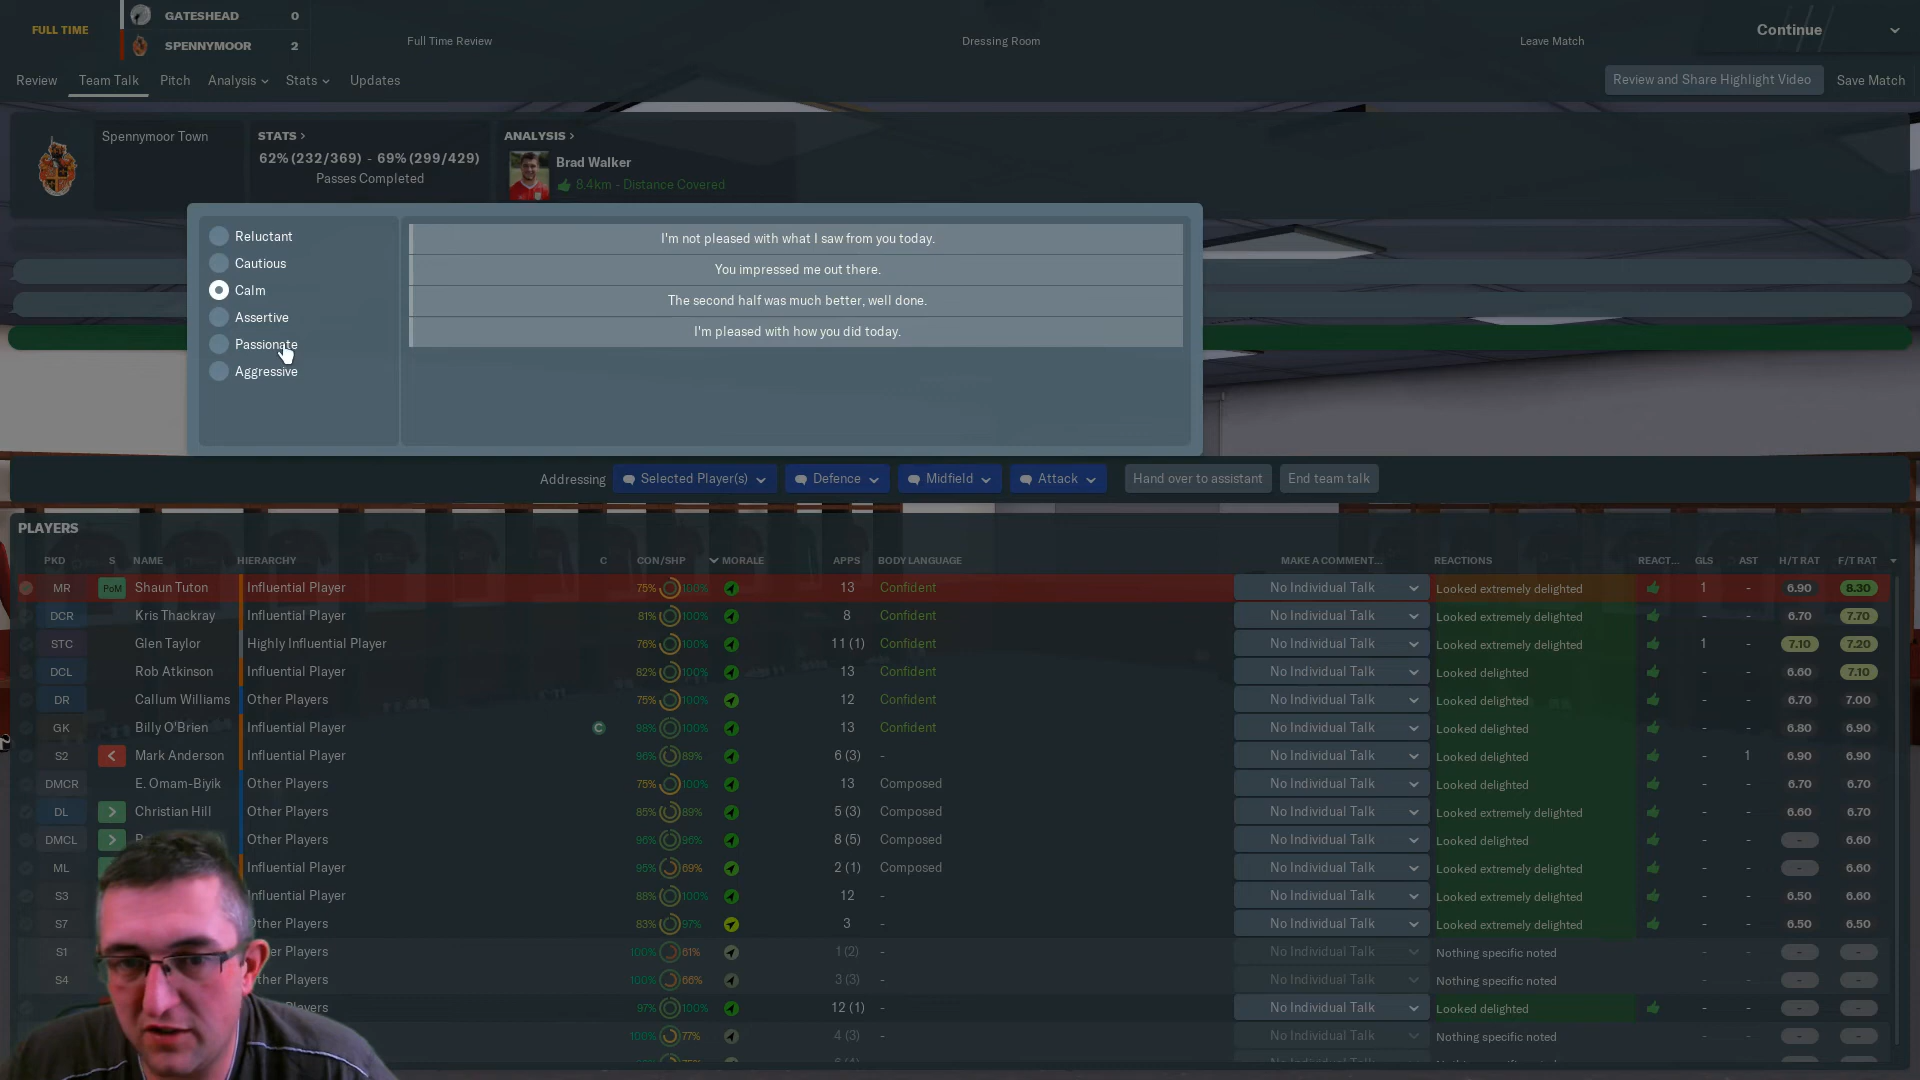 FULL TIME
GATESHEAD 0
SPENNYMOOR 2
Full Time Review Dressing Room Leave Match
Continue
Review Team Talk Pitch Analysis Stats Updates
Review and Share Highlight Video Save Match
Spennymoor Town
STATS >
62% (232/369) - 69% (299/429)
Passes Completed
ANALYSIS >
Brad Walker
8.4km - Distance Covered
Reluctant
Cautious
Calm
Assertive
Passionate
Aggressive
I'm not pleased with what I saw from you today.
You impressed me out there.
The second half was much better, well done.
I'm pleased with how you did today.
Addressing Selected Player(s) Defence Midfield Attack Hand over to assistant End team talk
PLAYERS
PKD S NAME HIERARCHY C CON/SHP MORALE APPS BODY LANGUAGE MAKE A COMMENT... REACTIONS REACT... GLS AST H/T RAT F/T RAT
MR PoM Shaun Tuton Influential Player 75% 100% 13 Confident No Individual Talk Looked extremely delighted 1 - 6.90 8.30
DCR Kris Thackray Influential Player 81% 100% 8 Confident No Individual Talk Looked extremely delighted - - 6.70 7.70
STC Glen Taylor Highly Influential Player 76% 100% 11 (1) Confident No Individual Talk Looked extremely delighted 1 - 7.10 7.20
DCL Rob Atkinson Influential Player 82% 100% 13 Confident No Individual Talk Looked delighted - - 6.60 7.10
DR Callum Williams Other Players 75% 100% 12 Confident No Individual Talk Looked delighted - - 6.70 7.00
GK Billy O'Brien Influential Player C 98% 100% 13 Confident No Individual Talk Looked delighted - - 6.80 6.90
S2 < Mark Anderson Influential Player 96% 89% 6 (3) - No Individual Talk Looked delighted - 1 6.90 6.90
DMCR E. Omam-Biyik Other Players 75% 100% 13 Composed No Individual Talk Looked delighted - - 6.70 6.70
DL > Christian Hill Other Players 85% 89% 5 (3) Composed No Individual Talk Looked extremely delighted - - 6.60 6.70
DMCL > Other Players 96% 96% 8 (5) Composed No Individual Talk Looked delighted - - - 6.60
ML Influential Player 95% 69% 2 (1) Composed No Individual Talk Looked extremely delighted - - - 6.60
S3 Influential Player 88% 100% 12 - No Individual Talk Looked extremely delighted - - 6.50 6.60
S7 Other Players 83% 97% 3 - No Individual Talk Looked extremely delighted - - 6.50 6.50
S1 er Players 100% 61% 1 (2) - No Individual Talk Nothing specific noted - - - -
S4 ther Players 100% 66% 3 (3) - No Individual Talk Nothing specific noted - - - -
Players 97% 100% 12 (1) - No Individual Talk Looked delighted - - - -
100% 77% 4 (3) - No Individual Talk Nothing specific noted - - - -